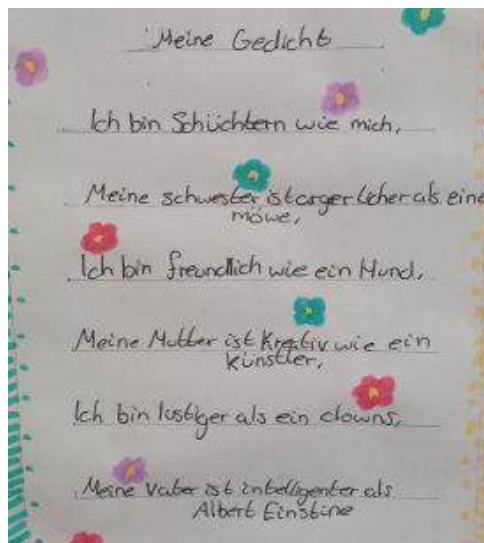 Meine Gedicht
Ich bin Schüchtern wie mich,
Meine schwester ist argerlicher als eine
möwe,
Ich bin freundlich wie ein Hund,
Meine Mutter ist Kreativ wie ein
Künstler,
Ich bin lustiger als ein clowns,
Meine Vater ist intelligenter als
Albert Einstine